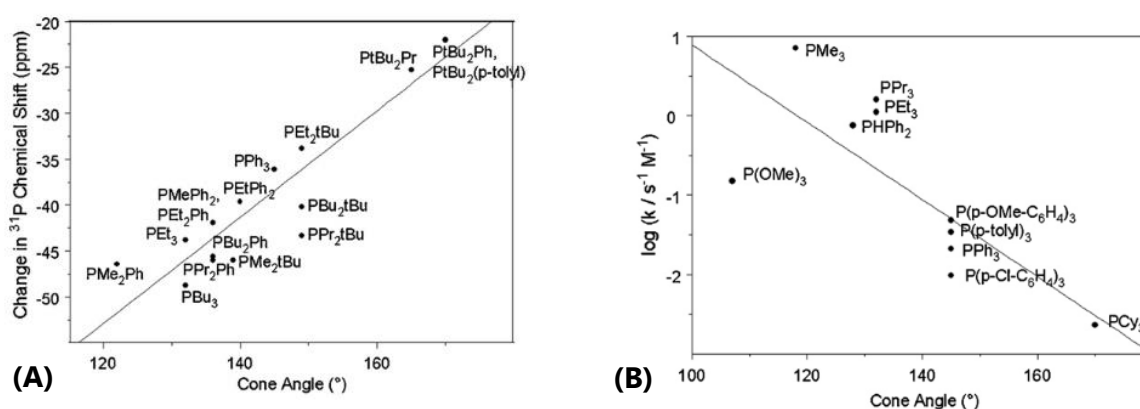 Change in ³¹P Chemical Shift (ppm)
-20
-25
-30
-35
-40
-45
-50
PtBu₂Pr
PtBu₂Ph,
PtBu₂(p-tolyl)
PEt₂tBu
PPh₃
PMePh₂,
PEtPh₂
PEt₂Ph
PBu₂tBu
PEt₃
PBu₂Ph
PPr₂tBu
PMe₂Ph
PPr₂Ph
PMe₂tBu
PBu₃
120 140 160
Cone Angle (°)
(A)
log (k / s⁻¹ M⁻¹)
1
0
-1
-2
PMe₃
PPr₃
PEt₃
PHPh₂
P(OMe)₃
P(p-OMe-C₆H₄)₃
P(p-tolyl)₃
PPh₃
P(p-Cl-C₆H₄)₃
100 120 140 160
Cone Angle (°)
(B)